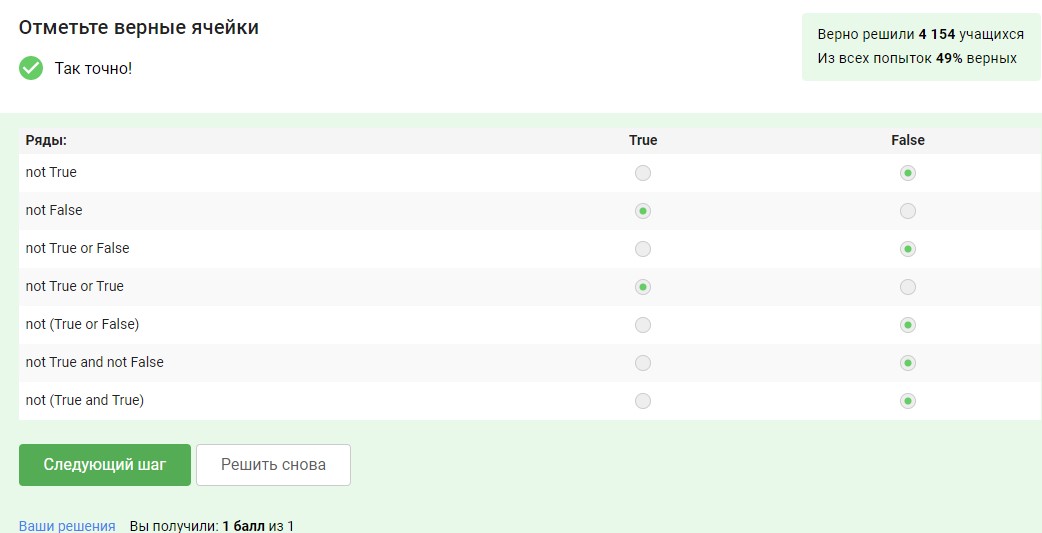 Отметьте верные ячейки
Верно решили 4 154 учащихся
Из всех попыток 49% верных
Так точно!
Ряды: True False
not True
not False
not True or False
not True or True
not (True or False)
not True and not False
not (True and True)
Следующий шаг Решить снова
Ваши решения Вы получили: 1 балл из 1